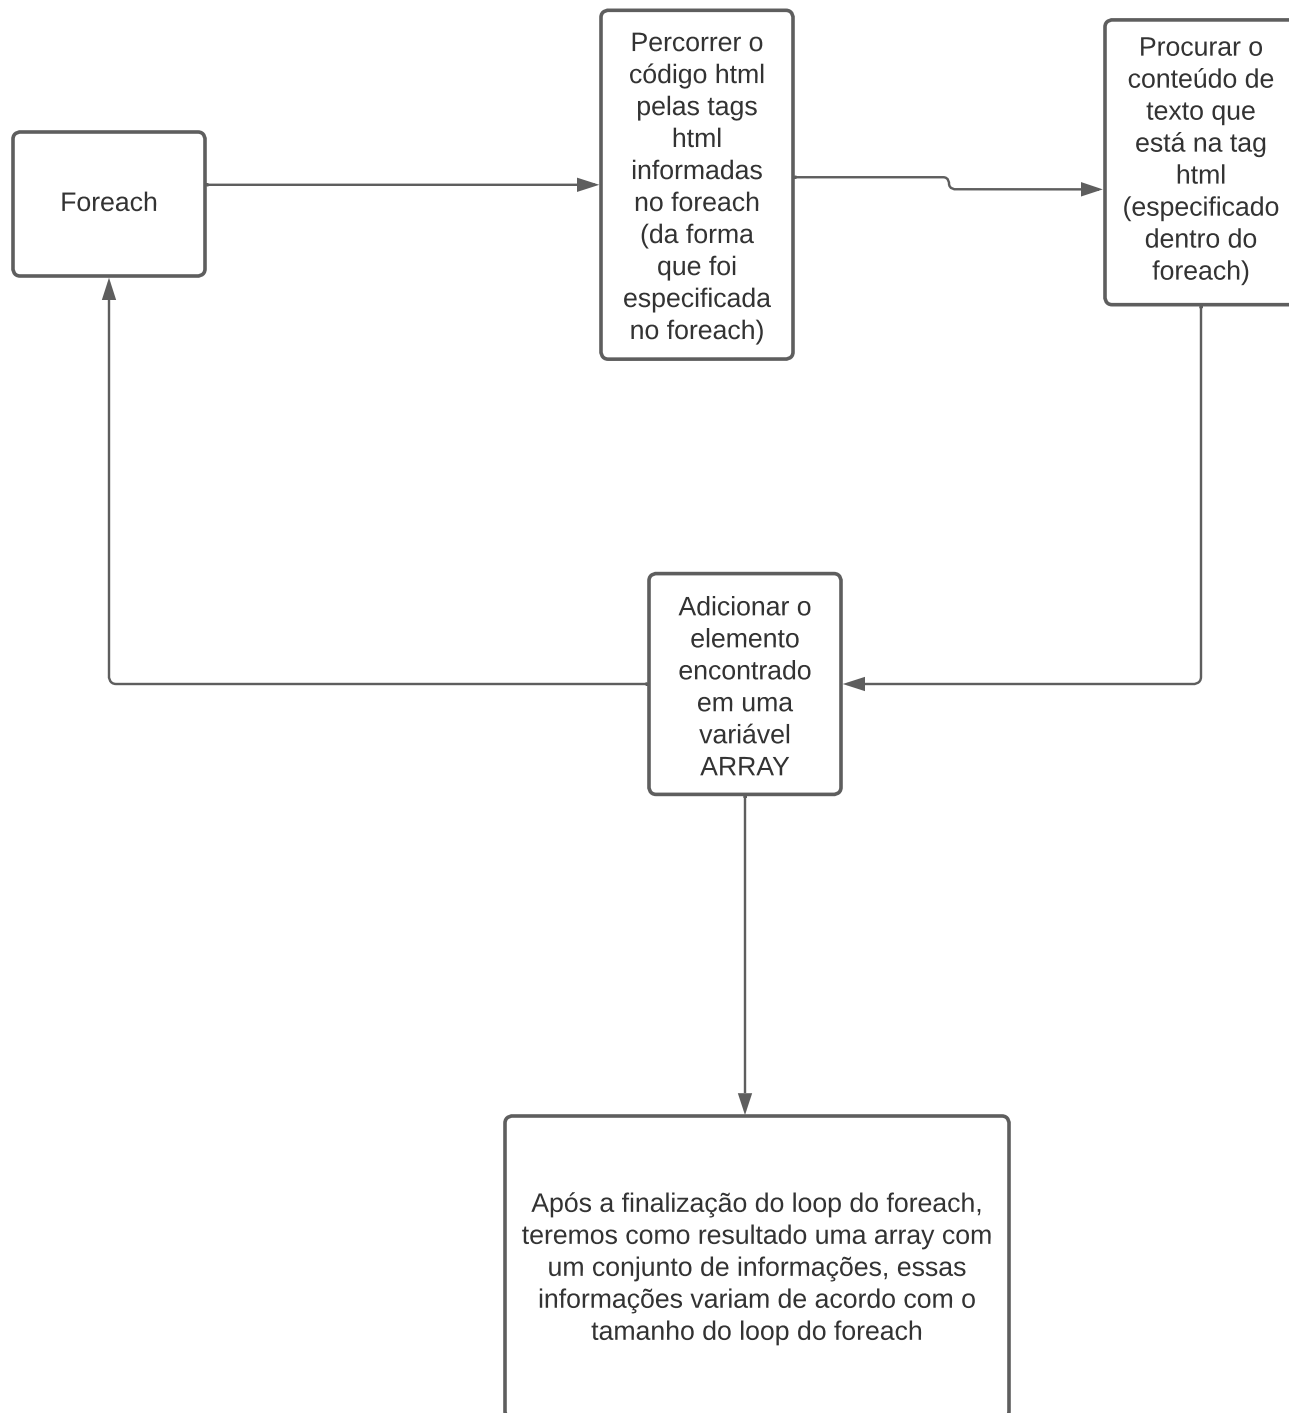 Foreach
Percorrer o
código html
pelas tags
html
informadas
no foreach
(da forma
que foi
especificada
no foreach)
Procurar o
conteúdo de
texto que
está na tag
html
(especificado
dentro do
foreach)
Adicionar o
elemento
encontrado
em uma
variável
ARRAY
Após a finalização do loop do foreach,
teremos como resultado uma array com
um conjunto de informações, essas
informações variam de acordo com o
tamanho do loop do foreach